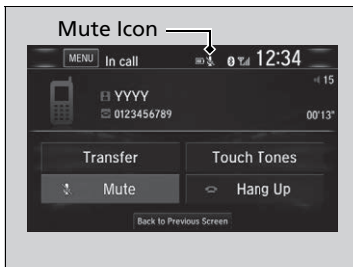 Mute Icon
MENU In call 12:34
15
YYYY
0123456789 00'13"
Transfer Touch Tones
Mute Hang Up
Back to Previous Screen